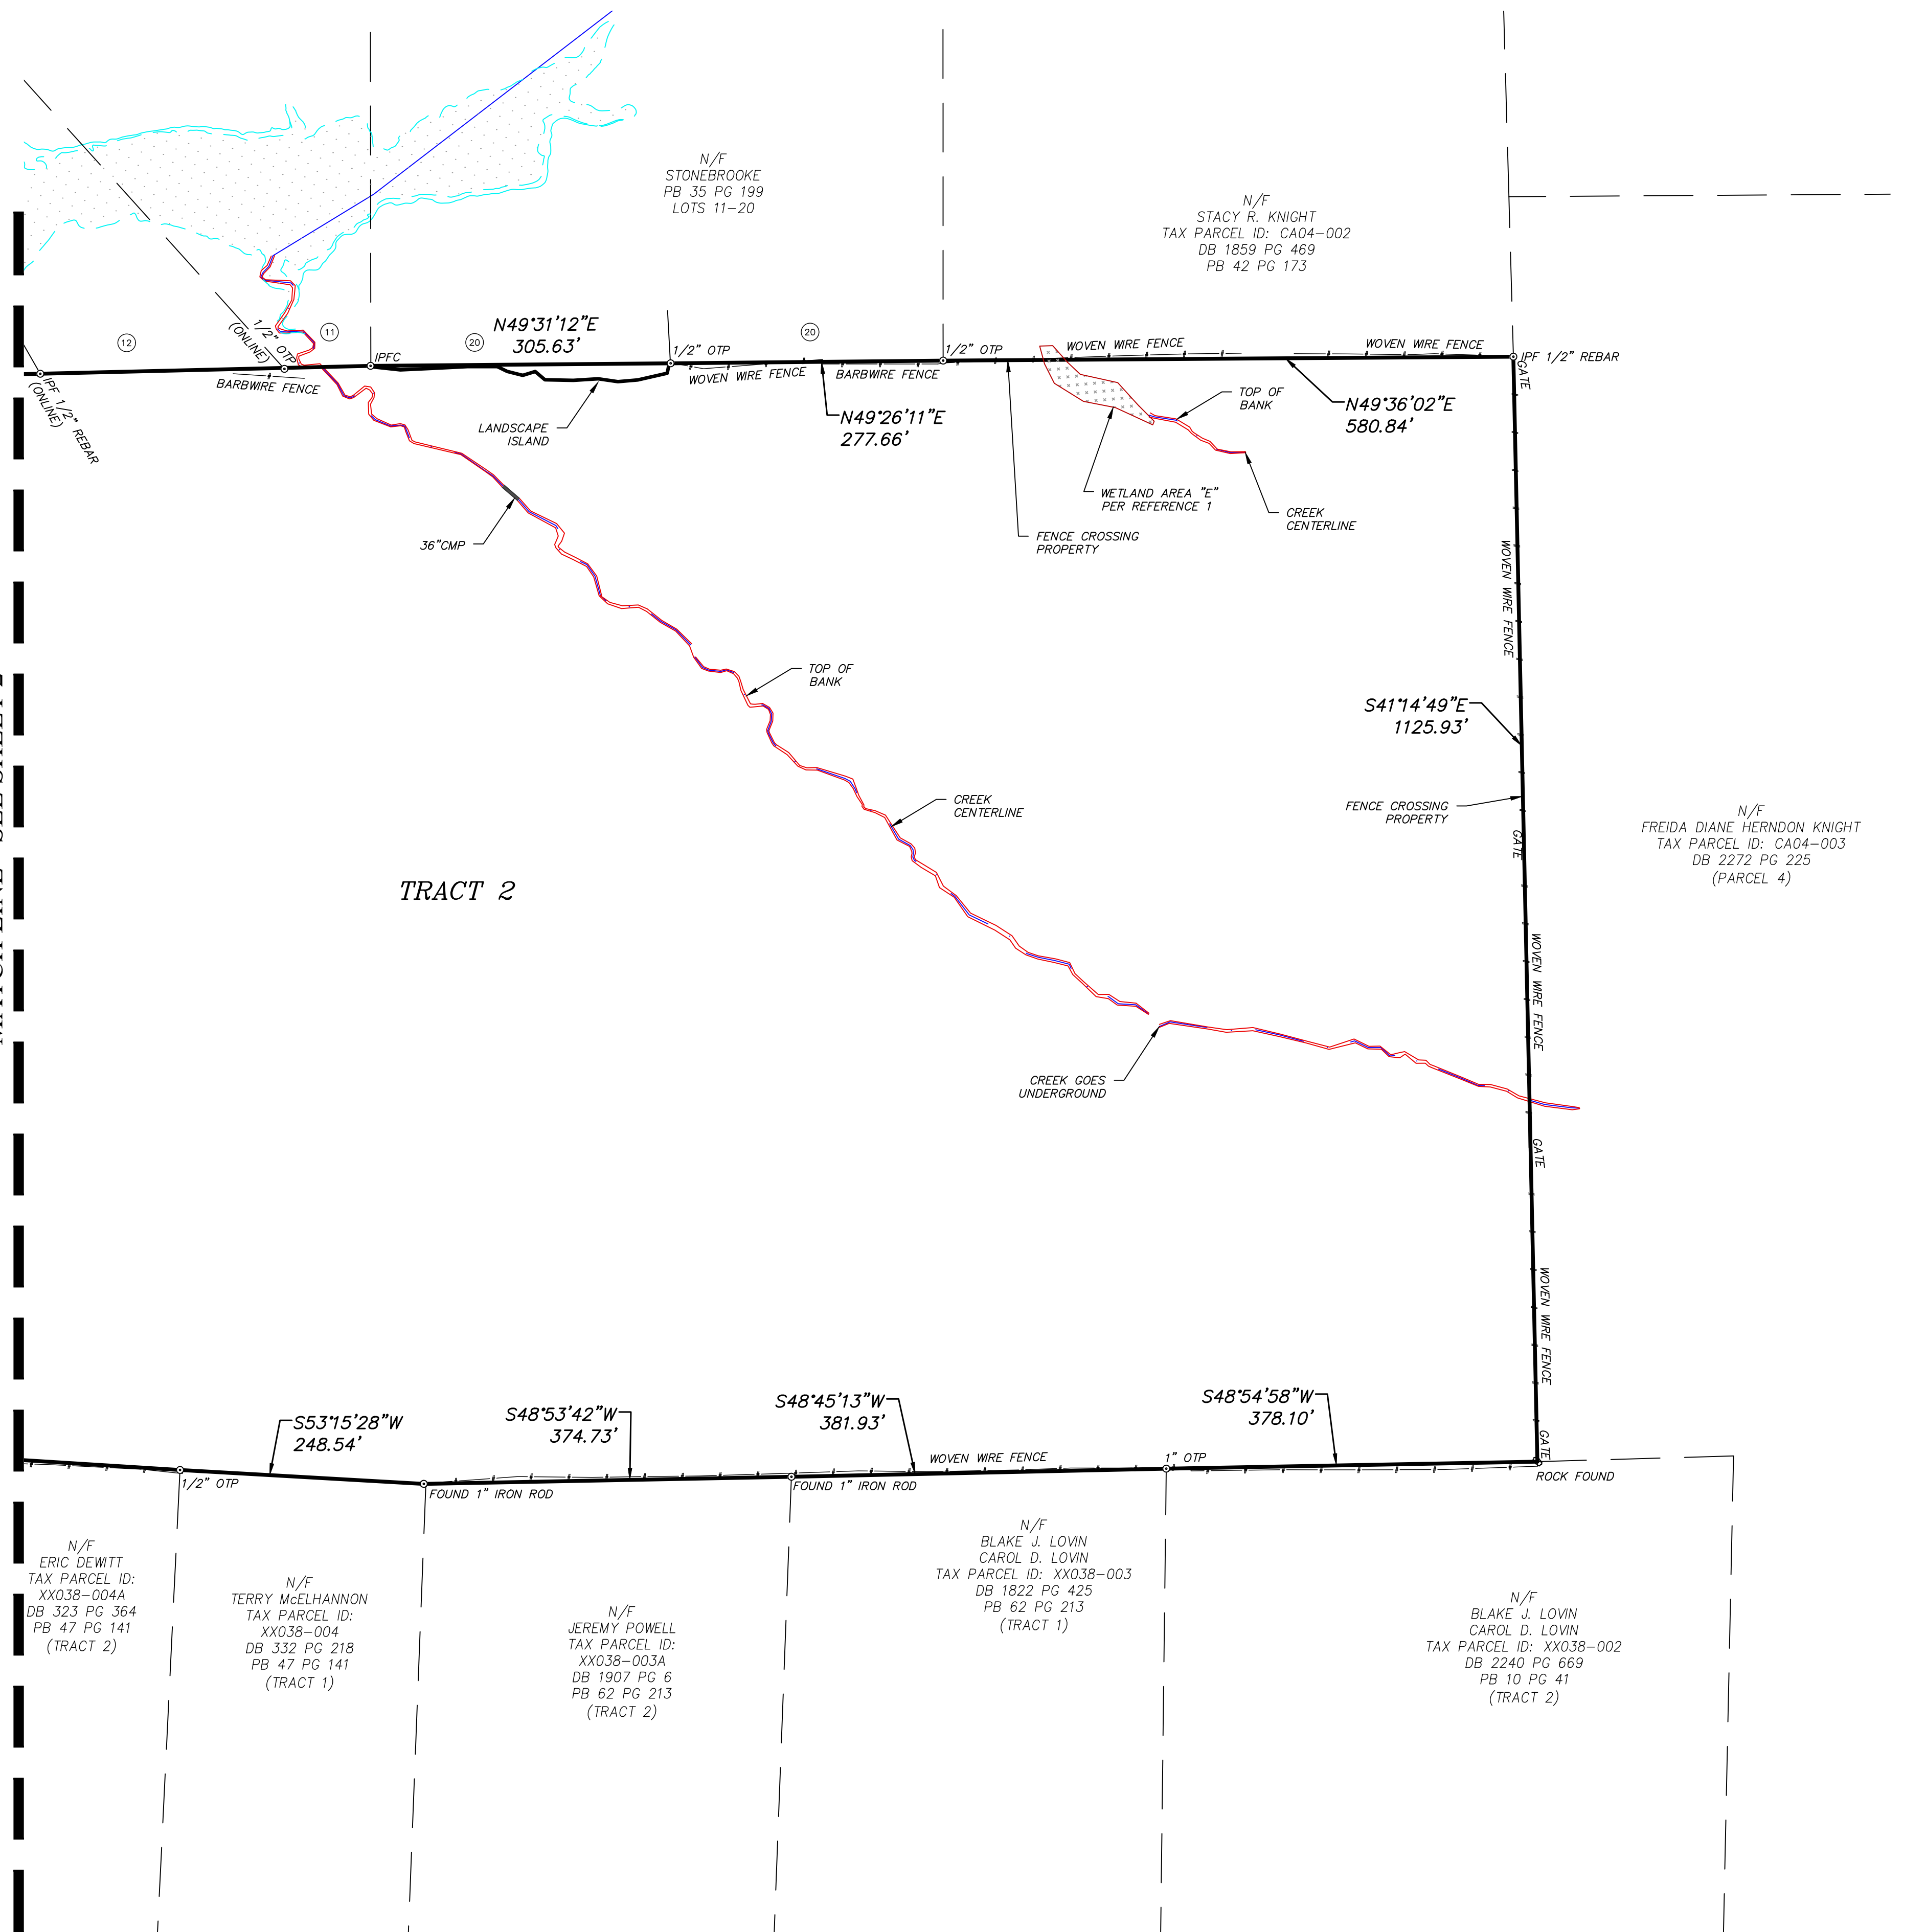 N/F
STONEBROOKE
PB 35 PG 199
LOTS 11-20
N/F
STACY R. KNIGHT
TAX PARCEL ID: CA04-002
DB 1859 PG 469
PB 42 PG 173
12
1/2" OTP
(ONLINE)
11
20
N49°31'12"E
305.63'
20
IPFC
1/2" OTP
1/2" OTP
WOVEN WIRE FENCE
WOVEN WIRE FENCE
IPF 1/2" REBAR
GATE
IPF 1/2" REBAR
(ONLINE)
BARBWIRE FENCE
WOVEN WIRE FENCE
BARBWIRE FENCE
LANDSCAPE
ISLAND
N49°26'11"E
277.66'
TOP OF
BANK
N49°36'02"E
580.84'
WETLAND AREA "E"
PER REFERENCE 1
CREEK
CENTERLINE
36"CMP
FENCE CROSSING
PROPERTY
WOVEN WIRE FENCE
TOP OF
BANK
S41°14'49"E
1125.93'
CREEK
CENTERLINE
FENCE CROSSING
PROPERTY
GATE
N/F
FREIDA DIANE HERNDON KNIGHT
TAX PARCEL ID: CA04-003
DB 2272 PG 225
(PARCEL 4)
TRACT 2
WOVEN WIRE FENCE
CREEK GOES
UNDERGROUND
GATE
WOVEN WIRE FENCE
S53°15'28"W
248.54'
S48°53'42"W
374.73'
S48°45'13"W
381.93'
S48°54'58"W
378.10'
WOVEN WIRE FENCE
1" OTP
GATE
ROCK FOUND
1/2" OTP
FOUND 1" IRON ROD
FOUND 1" IRON ROD
N/F
ERIC DEWITT
TAX PARCEL ID:
XX038-004A
DB 323 PG 364
PB 47 PG 141
(TRACT 2)
N/F
TERRY McELHANNON
TAX PARCEL ID:
XX038-004
DB 332 PG 218
PB 47 PG 141
(TRACT 1)
N/F
JEREMY POWELL
TAX PARCEL ID:
XX038-003A
DB 1907 PG 6
PB 62 PG 213
(TRACT 2)
N/F
BLAKE J. LOVIN
CAROL D. LOVIN
TAX PARCEL ID: XX038-003
DB 1822 PG 425
PB 62 PG 213
(TRACT 1)
N/F
BLAKE J. LOVIN
CAROL D. LOVIN
TAX PARCEL ID: XX038-002
DB 2240 PG 669
PB 10 PG 41
(TRACT 2)